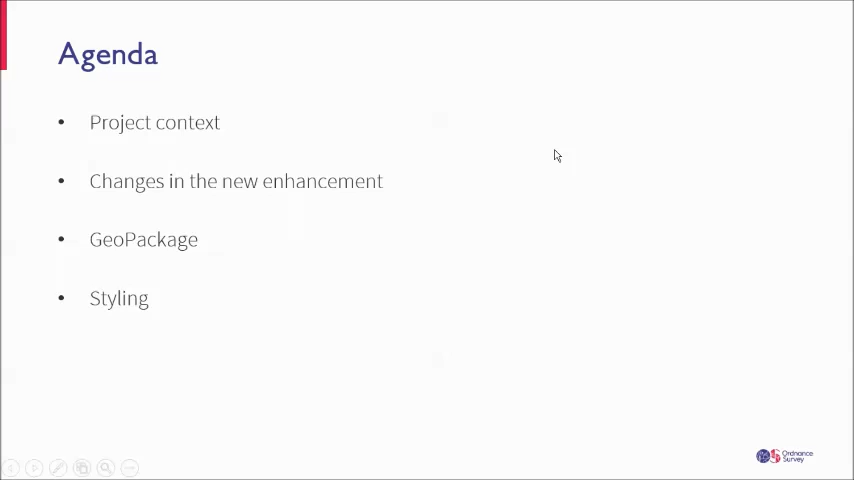 Agenda
• Project context
• Changes in the new enhancement
• GeoPackage
• Styling
Ordnance
Survey